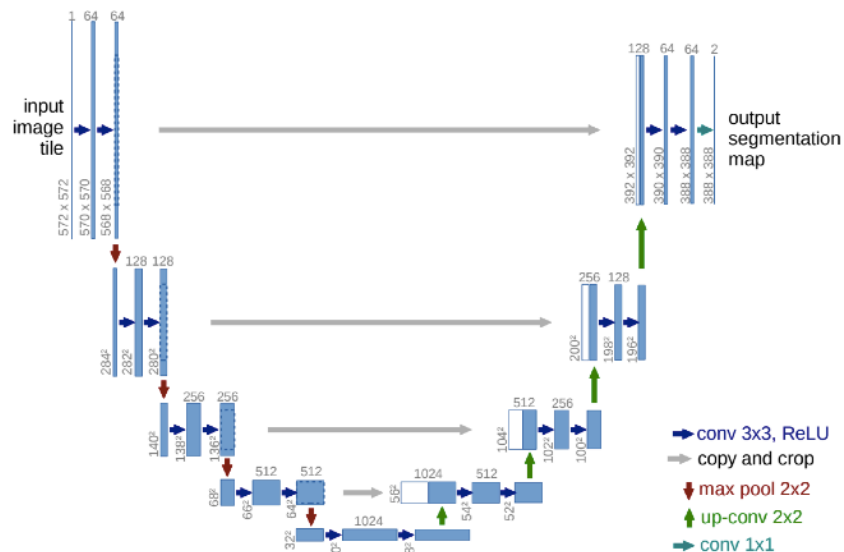 1
64
64
input
image
tile
572 x 572
570 x 570
568 x 568
128
64
64
2
392 x 392
390 x 390
388 x 388
388 x 388
output
segmentation
map
128
128
284²
282²
280²
256
128
200²
198²
196²
256
256
140²
138²
136²
512
256
104²
102²
100²
512
512
68²
66²
64²
1024
512
56²
54²
52²
1024
32²
conv 3x3, ReLU
copy and crop
max pool 2x2
up-conv 2x2
conv 1x1